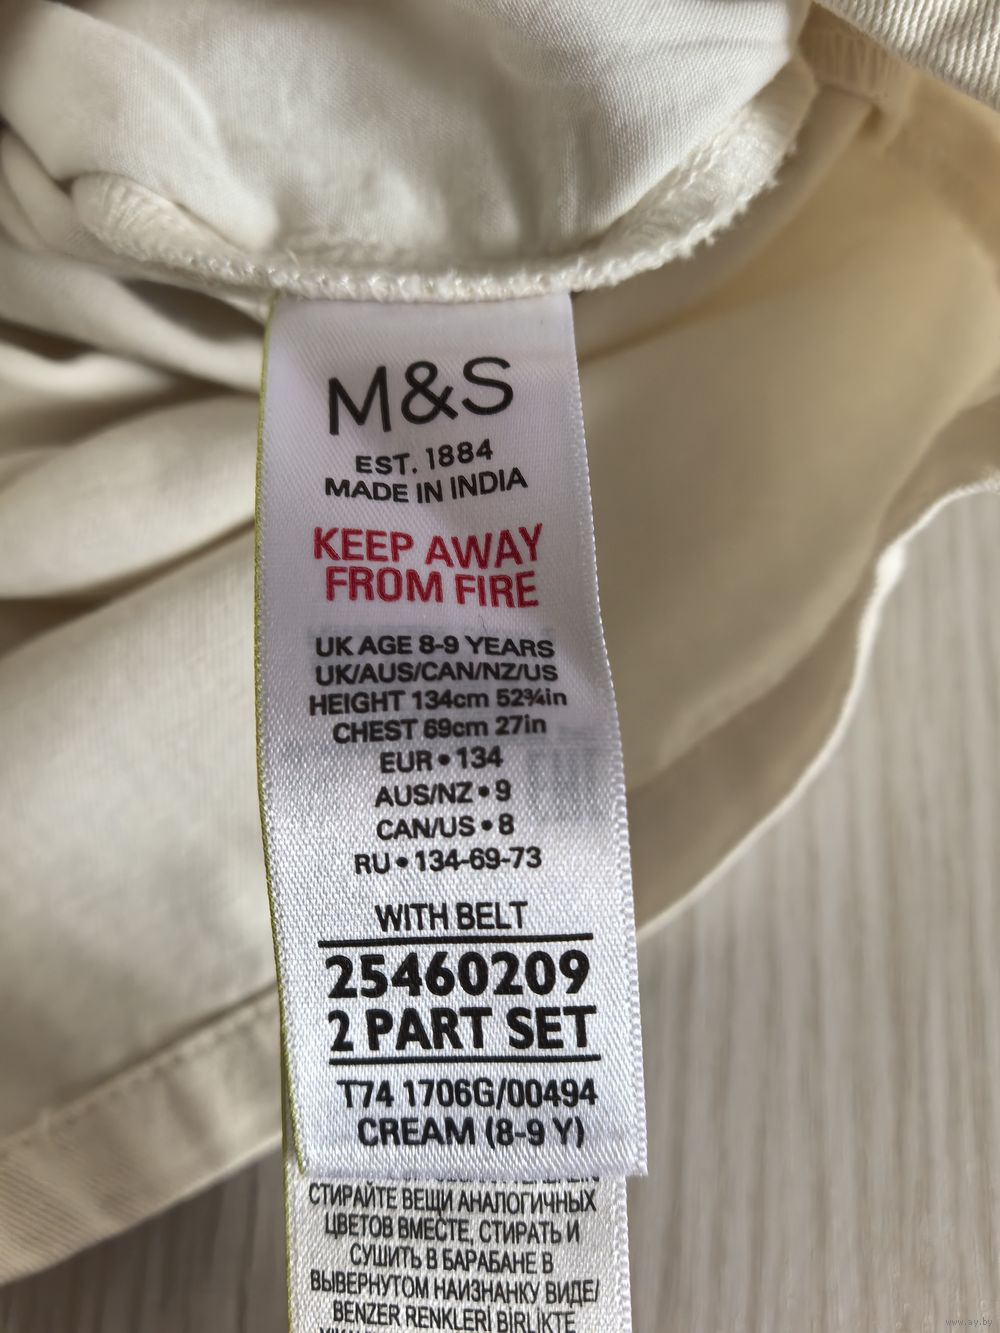 M&S
EST. 1884
MADE IN INDIA
KEEP AWAY
FROM FIRE
UK AGE 8-9 YEARS
UK/AUS/CAN/NZ/US
HEIGHT 134cm 52¾in
CHEST 69cm 27in
EUR • 134
AUS/NZ • 9
CAN/US • 8
RU • 134-69-73
WITH BELT
25460209
2 PART SET
T74 1706G/00494
CREAM (8-9 Y)
СТИРАЙТЕ ВЕЩИ АНАЛОГИЧНЫХ
ЦВЕТОВ ВМЕСТЕ, СТИРАТЬ И
СУШИТЬ В БАРАБАНЕ В
ВЫВЕРНУТОМ НАИЗНАНКУ ВИДЕ/
BENZER RENKLERİ BİRLİKTE
www.ay.by